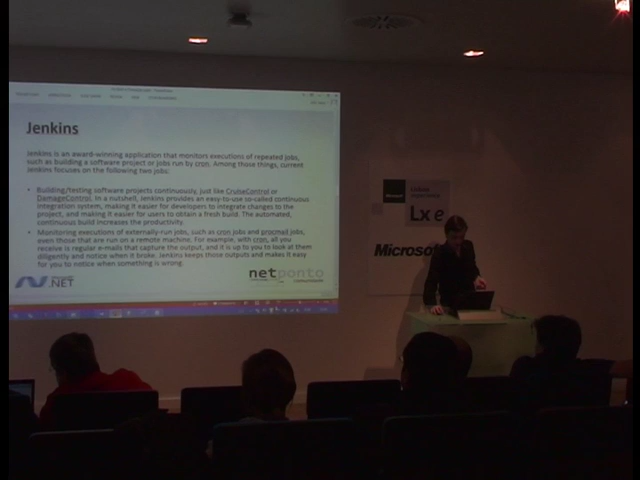 Jenkins
Jenkins is an award-winning application that monitors executions of repeated jobs,
such as building a software project or jobs run by cron. Among those things, current
Jenkins focuses on the following two jobs:
• Building/testing software projects continuously, just like CruiseControl or
DamageControl. In a nutshell, Jenkins provides an easy-to-use so-called continuous
integration system, making it easier for developers to integrate changes to the
project, and making it easier for users to obtain a fresh build. The automated,
continuous build increases the productivity.
• Monitoring executions of externally-run jobs, such as cron jobs and procmail jobs,
even those that are run on a remote machine. For example, with cron, all you
receive is regular e-mails that capture the output, and it is up to you to look at them
diligently and notice when it broke. Jenkins keeps those outputs and makes it easy
for you to notice when something is wrong.
.NET
netponto
Lx e
Microsof